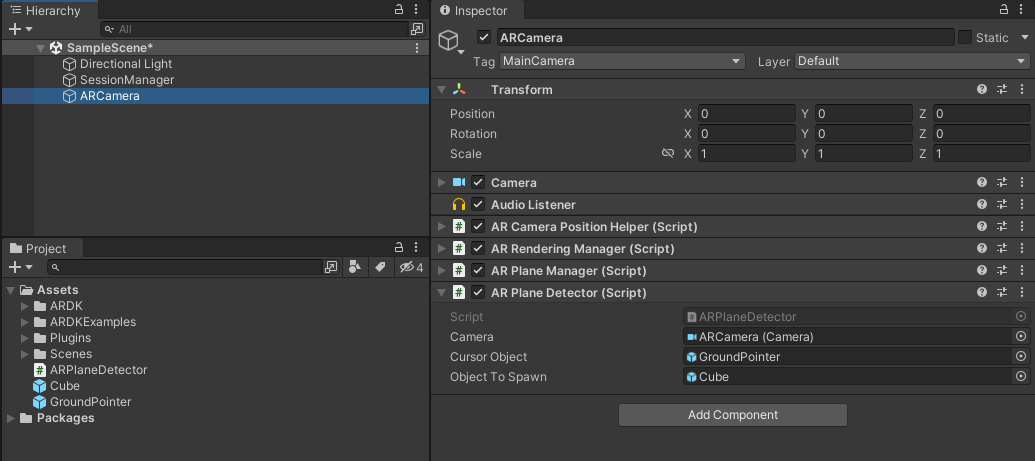 Hierarchy
All
SampleScene*
Directional Light
SessionManager
ARCamera
Project
4
Assets
ARDK
ARDKExamples
Plugins
Scenes
ARPlaneDetector
Cube
GroundPointer
Packages
Inspector
ARCamera Static
Tag MainCamera Layer Default
Transform
Position X 0 Y 0 Z 0
Rotation X 0 Y 0 Z 0
Scale X 1 Y 1 Z 1
Camera
Audio Listener
AR Camera Position Helper (Script)
AR Rendering Manager (Script)
AR Plane Manager (Script)
AR Plane Detector (Script)
Script ARPlaneDetector
Camera ARCamera (Camera)
Cursor Object GroundPointer
Object To Spawn Cube
Add Component